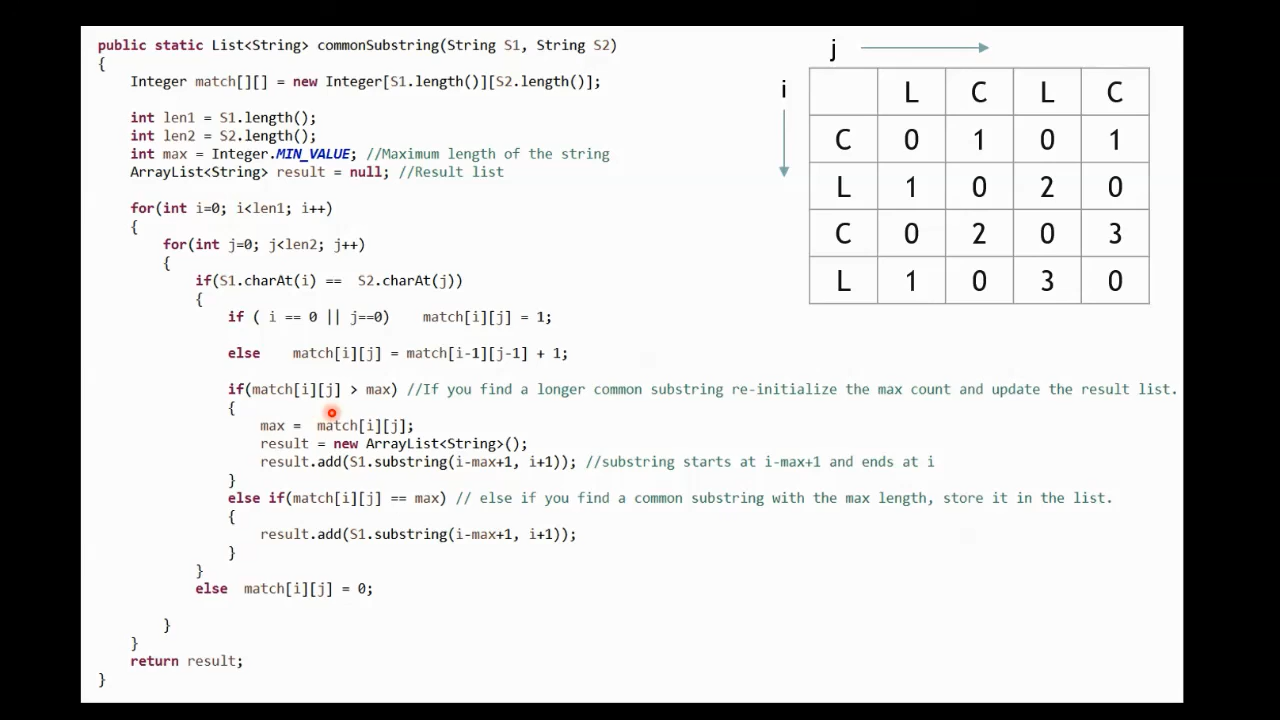 public static List<String> commonSubstring(String S1, String S2)
{
Integer match[][] = new Integer[S1.length()][S2.length()];
int len1 = S1.length();
int len2 = S2.length();
int max = Integer.MIN_VALUE; //Maximum length of the string
ArrayList<String> result = null; //Result list
for(int i=0; i<len1; i++)
{
for(int j=0; j<len2; j++)
{
if(S1.charAt(i) == S2.charAt(j))
{
if ( i == 0 || j==0) match[i][j] = 1;
else match[i][j] = match[i-1][j-1] + 1;
if(match[i][j] > max) //If you find a longer common substring re-initialize the max count and update the result list.
{
max = match[i][j];
result = new ArrayList<String>();
result.add(S1.substring(i-max+1, i+1)); //substring starts at i-max+1 and ends at i
}
else if(match[i][j] == max) // else if you find a common substring with the max length, store it in the list.
{
result.add(S1.substring(i-max+1, i+1));
}
}
else match[i][j] = 0;
}
}
return result;
}
j
i
L C L C
C 0 1 0 1
L 1 0 2 0
C 0 2 0 3
L 1 0 3 0